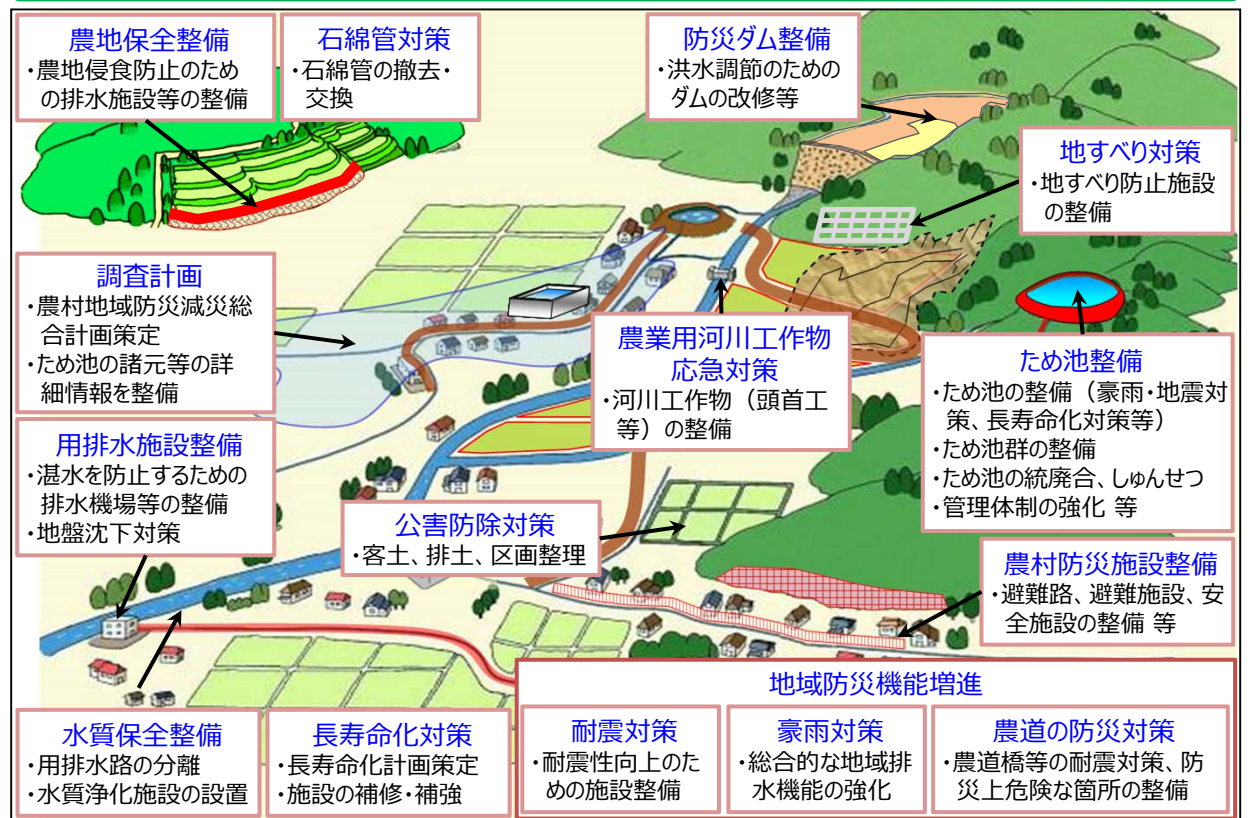 農地保全整備
・農地侵食防止のため
の排水施設等の整備
石綿管対策
・石綿管の撤去・
交換
防災ダム整備
・洪水調節のための
ダムの改修等
地すべり対策
・地すべり防止施設
の整備
調査計画
・農村地域防災減災総
合計画策定
・ため池の諸元等の詳
細情報を整備
農業用河川工作物
応急対策
・河川工作物（頭首工
等）の整備
ため池整備
・ため池の整備（豪雨・地震対
策、長寿命化対策等）
・ため池群の整備
・ため池の統廃合、しゅんせつ
・管理体制の強化 等
用排水施設整備
・湛水を防止するための
排水機場等の整備
・地盤沈下対策
公害防除対策
・客土、排土、区画整理
農村防災施設整備
・避難路、避難施設、安
全施設の整備 等
水質保全整備
・用排水路の分離
・水質浄化施設の設置
長寿命化対策
・長寿命化計画策定
・施設の補修・補強
地域防災機能増進
耐震対策
・耐震性向上のた
めの施設整備
豪雨対策
・総合的な地域排
水機能の強化
農道の防災対策
・農道橋等の耐震対策、防
災上危険な箇所の整備